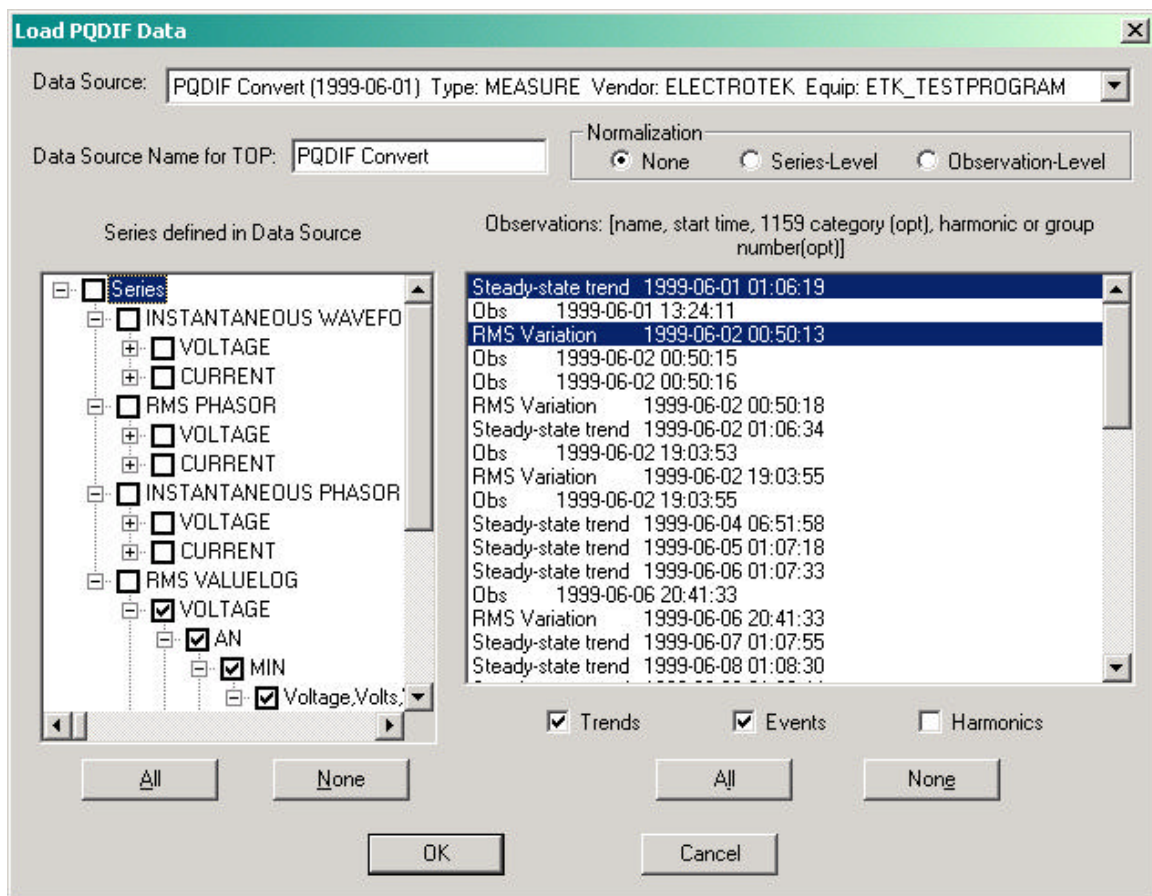 Load PQDIF Data
Data Source: PQDIF Convert (1999-06-01) Type: MEASURE Vendor: ELECTROTEK Equip: ETK_TESTPROGRAM
Data Source Name for TOP: PQDIF Convert
Normalization
None Series-Level Observation-Level
Series defined in Data Source
Observations: [name, start time, 1159 category (opt), harmonic or group
number(opt)]
Series
INSTANTANEOUS WAVEFO
VOLTAGE
CURRENT
RMS PHASOR
VOLTAGE
CURRENT
INSTANTANEOUS PHASOR
VOLTAGE
CURRENT
RMS VALUELOG
VOLTAGE
AN
MIN
Voltage,Volts,
Steady-state trend 1999-06-01 01:06:19
Obs 1999-06-01 13:24:11
RMS Variation 1999-06-02 00:50:13
Obs 1999-06-02 00:50:15
Obs 1999-06-02 00:50:16
RMS Variation 1999-06-02 00:50:18
Steady-state trend 1999-06-02 01:06:34
Obs 1999-06-02 19:03:53
RMS Variation 1999-06-02 19:03:55
Obs 1999-06-02 19:03:55
Steady-state trend 1999-06-04 06:51:58
Steady-state trend 1999-06-05 01:07:18
Steady-state trend 1999-06-06 01:07:33
Obs 1999-06-06 20:41:33
RMS Variation 1999-06-06 20:41:33
Steady-state trend 1999-06-07 01:07:55
Steady-state trend 1999-06-08 01:08:30
Trends Events Harmonics
All None
All None
OK Cancel